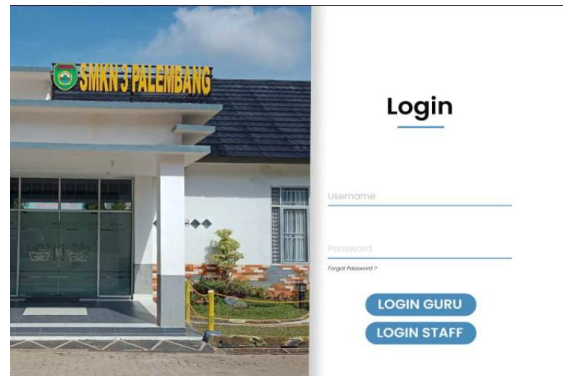 SMKN 3 PALEMBANG
Login
Username
Password
Forgot Password ?
LOGIN GURU
LOGIN STAFF